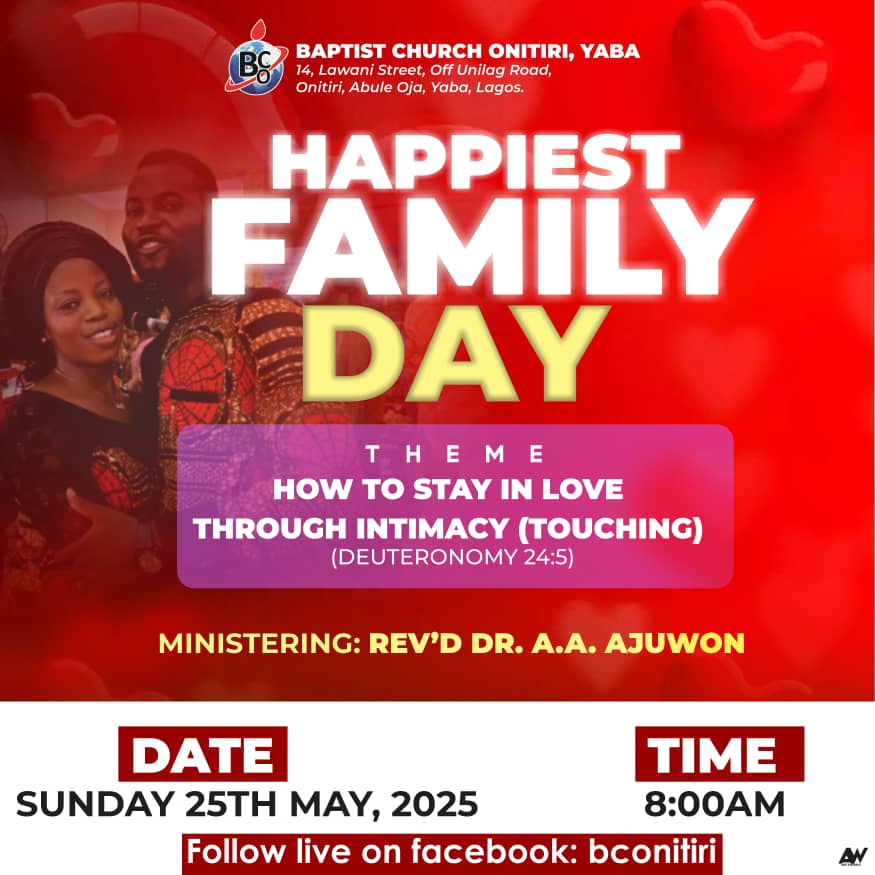 BCO
BAPTIST CHURCH ONITIRI, YABA
14, Lawani Street, Off Unilag Road,
Onitiri, Abule Oja, Yaba, Lagos.
HAPPIEST
FAMILY
DAY
THEME
HOW TO STAY IN LOVE
THROUGH INTIMACY (TOUCHING)
(DEUTERONOMY 24:5)
MINISTERING: REV'D DR. A.A. AJUWON
DATE
SUNDAY 25TH MAY, 2025
TIME
8:00AM
Follow live on facebook: bconitiri
AW